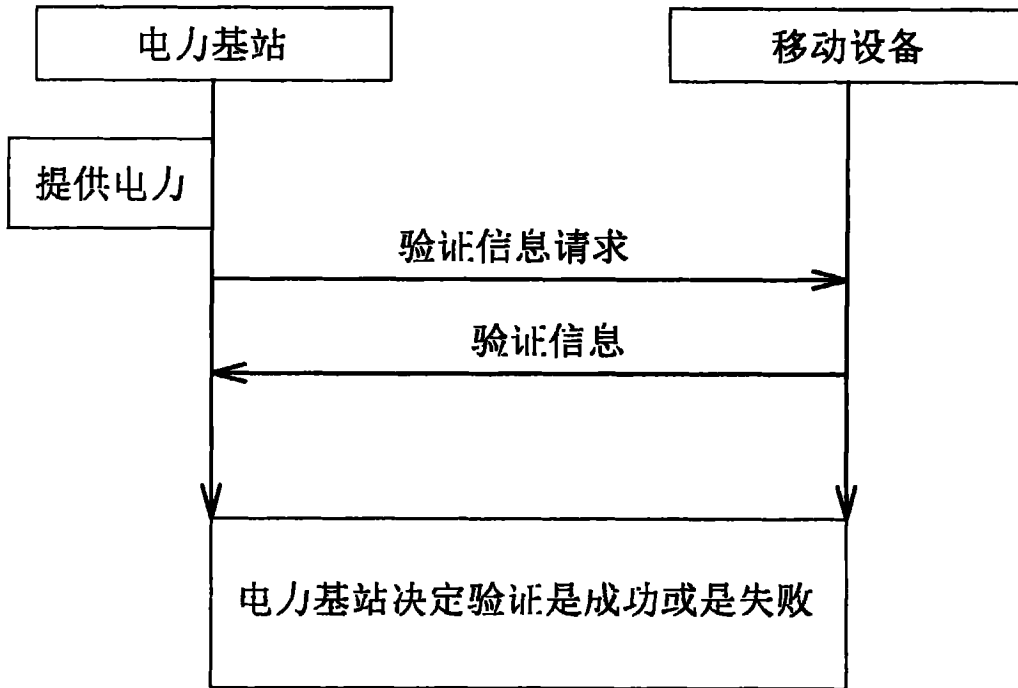 电力基站
移动设备
提供电力
验证信息请求
验证信息
电力基站决定验证是成功或是失败